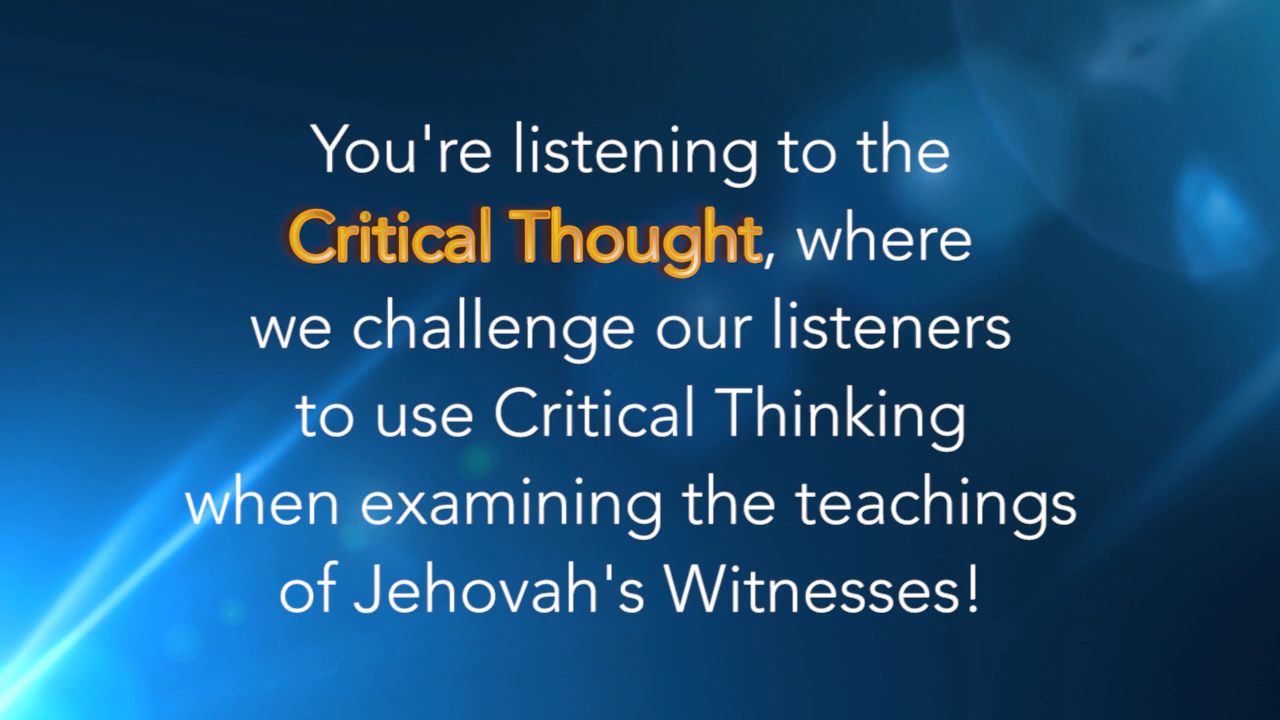 You're listening to the
Critical Thought, where
we challenge our listeners
to use Critical Thinking
when examining the teachings
of Jehovah's Witnesses!